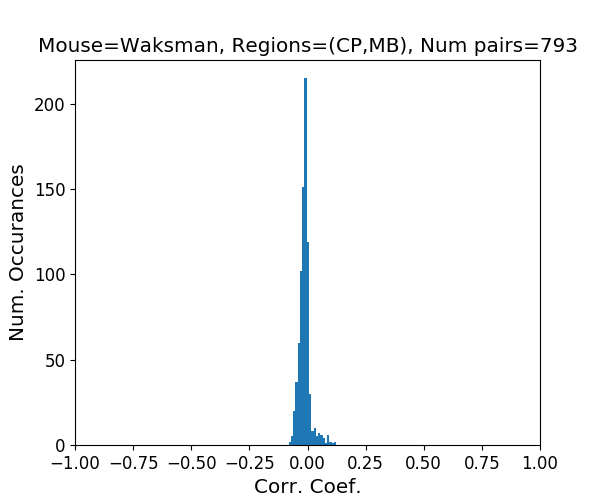 Mouse=Waksman, Regions=(CP,MB), Num pairs=793
200
150
100
50
0
Num. Occurances
−1.00 −0.75 −0.50 −0.25 0.00 0.25 0.50 0.75 1.00
Corr. Coef.